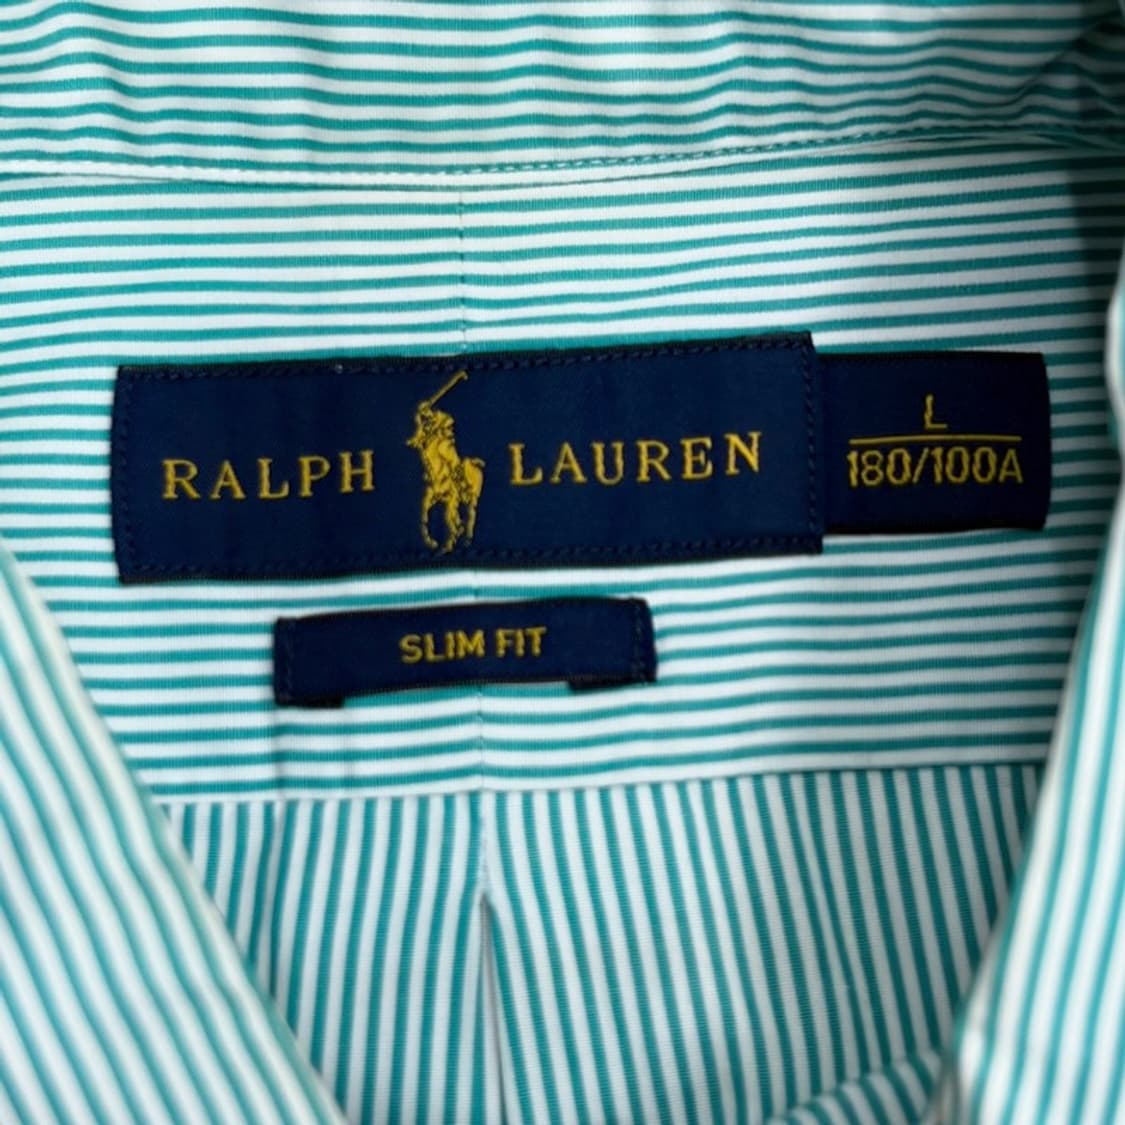 RALPH LAUREN
L
180/100A
SLIM FIT